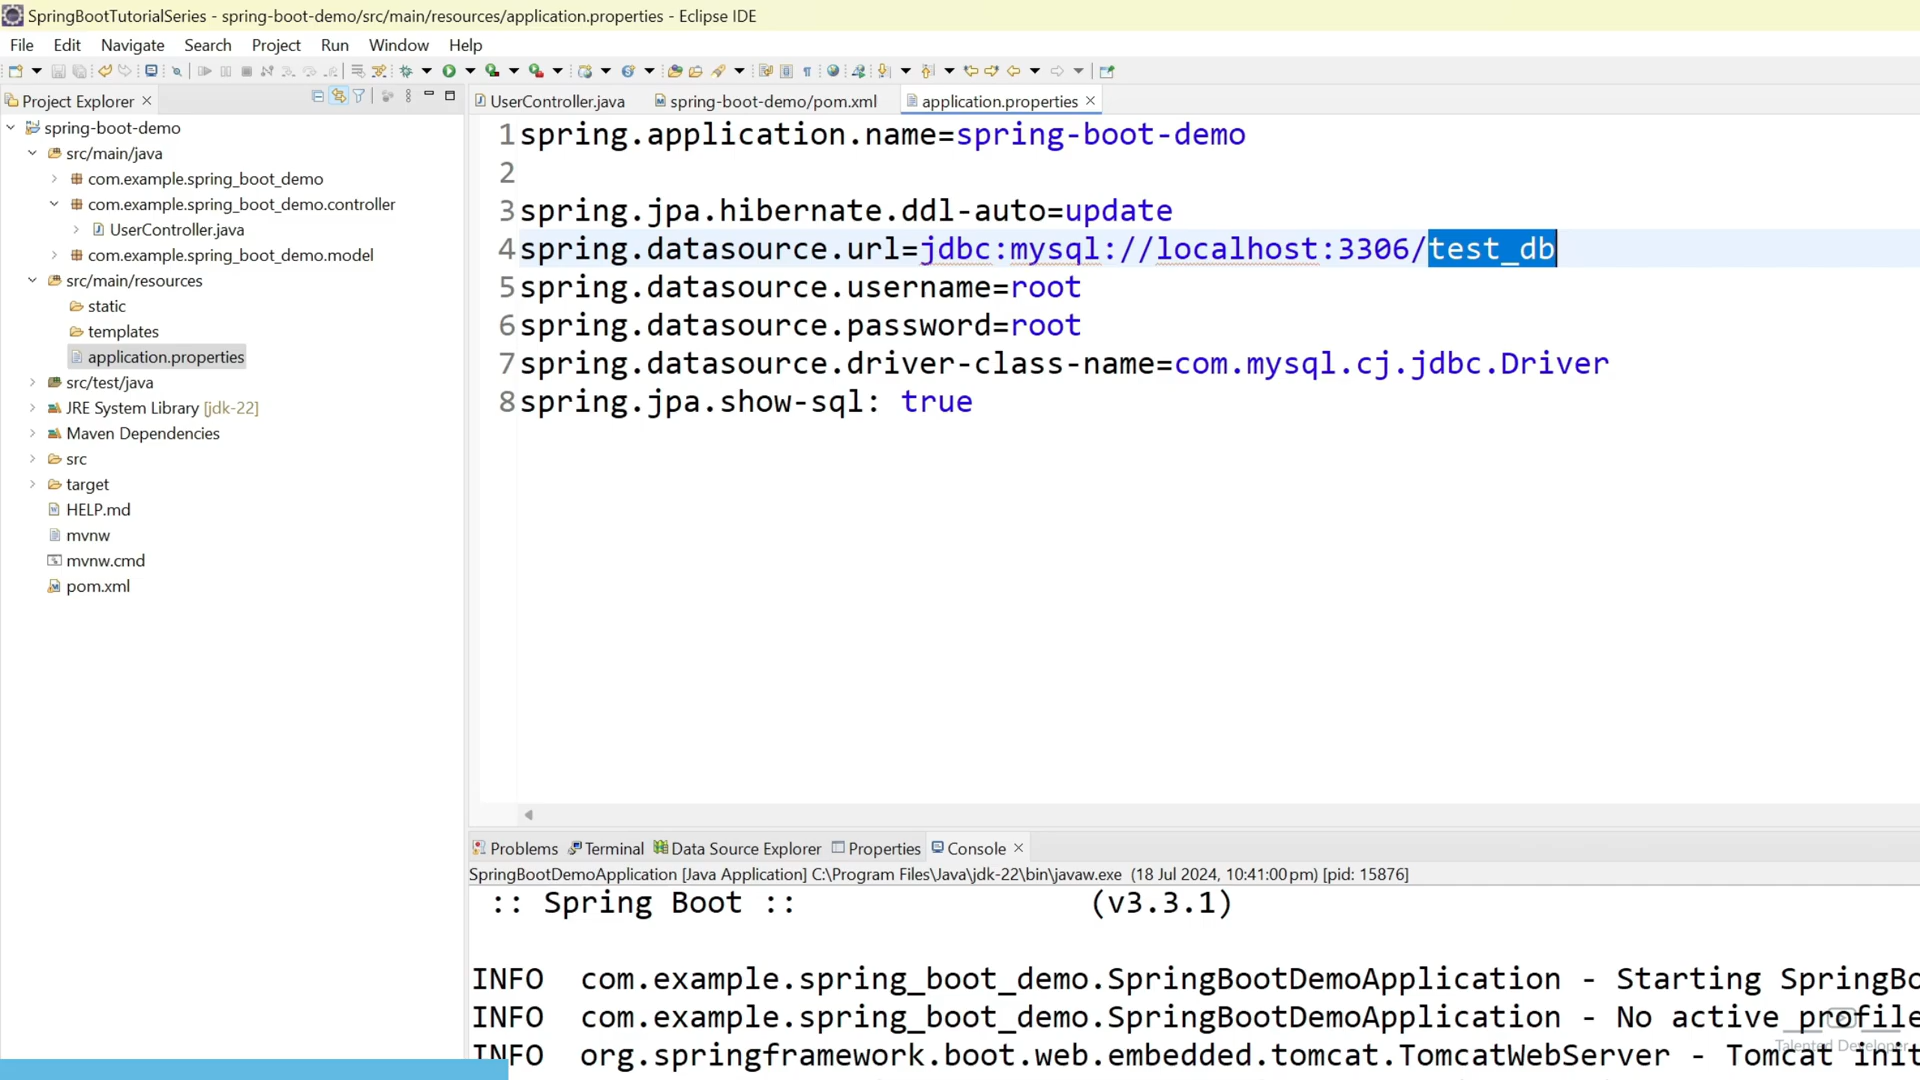 SpringBootTutorialSeries - spring-boot-demo/src/main/resources/application.properties - Eclipse IDE
File Edit Navigate Search Project Run Window Help
Project Explorer
UserController.java spring-boot-demo/pom.xml application.properties
spring-boot-demo
src/main/java
com.example.spring_boot_demo
com.example.spring_boot_demo.controller
UserController.java
com.example.spring_boot_demo.model
src/main/resources
static
templates
application.properties
src/test/java
JRE System Library [jdk-22]
Maven Dependencies
src
target
HELP.md
mvnw
mvnw.cmd
pom.xml
1 spring.application.name=spring-boot-demo
2
3 spring.jpa.hibernate.ddl-auto=update
4 spring.datasource.url=jdbc:mysql://localhost:3306/test_db
5 spring.datasource.username=root
6 spring.datasource.password=root
7 spring.datasource.driver-class-name=com.mysql.cj.jdbc.Driver
8 spring.jpa.show-sql: true
Problems Terminal Data Source Explorer Properties Console
SpringBootDemoApplication [Java Application] C:\Program Files\Java\jdk-22\bin\javaw.exe (18 Jul 2024, 10:41:00 pm) [pid: 15876]
:: Spring Boot :: (v3.3.1)
INFO com.example.spring_boot_demo.SpringBootDemoApplication - Starting SpringBo
INFO com.example.spring_boot_demo.SpringBootDemoApplication - No active profile
INFO org.springframework.boot.web.embedded.tomcat.TomcatWebServer - Tomcat init
Talented Developer